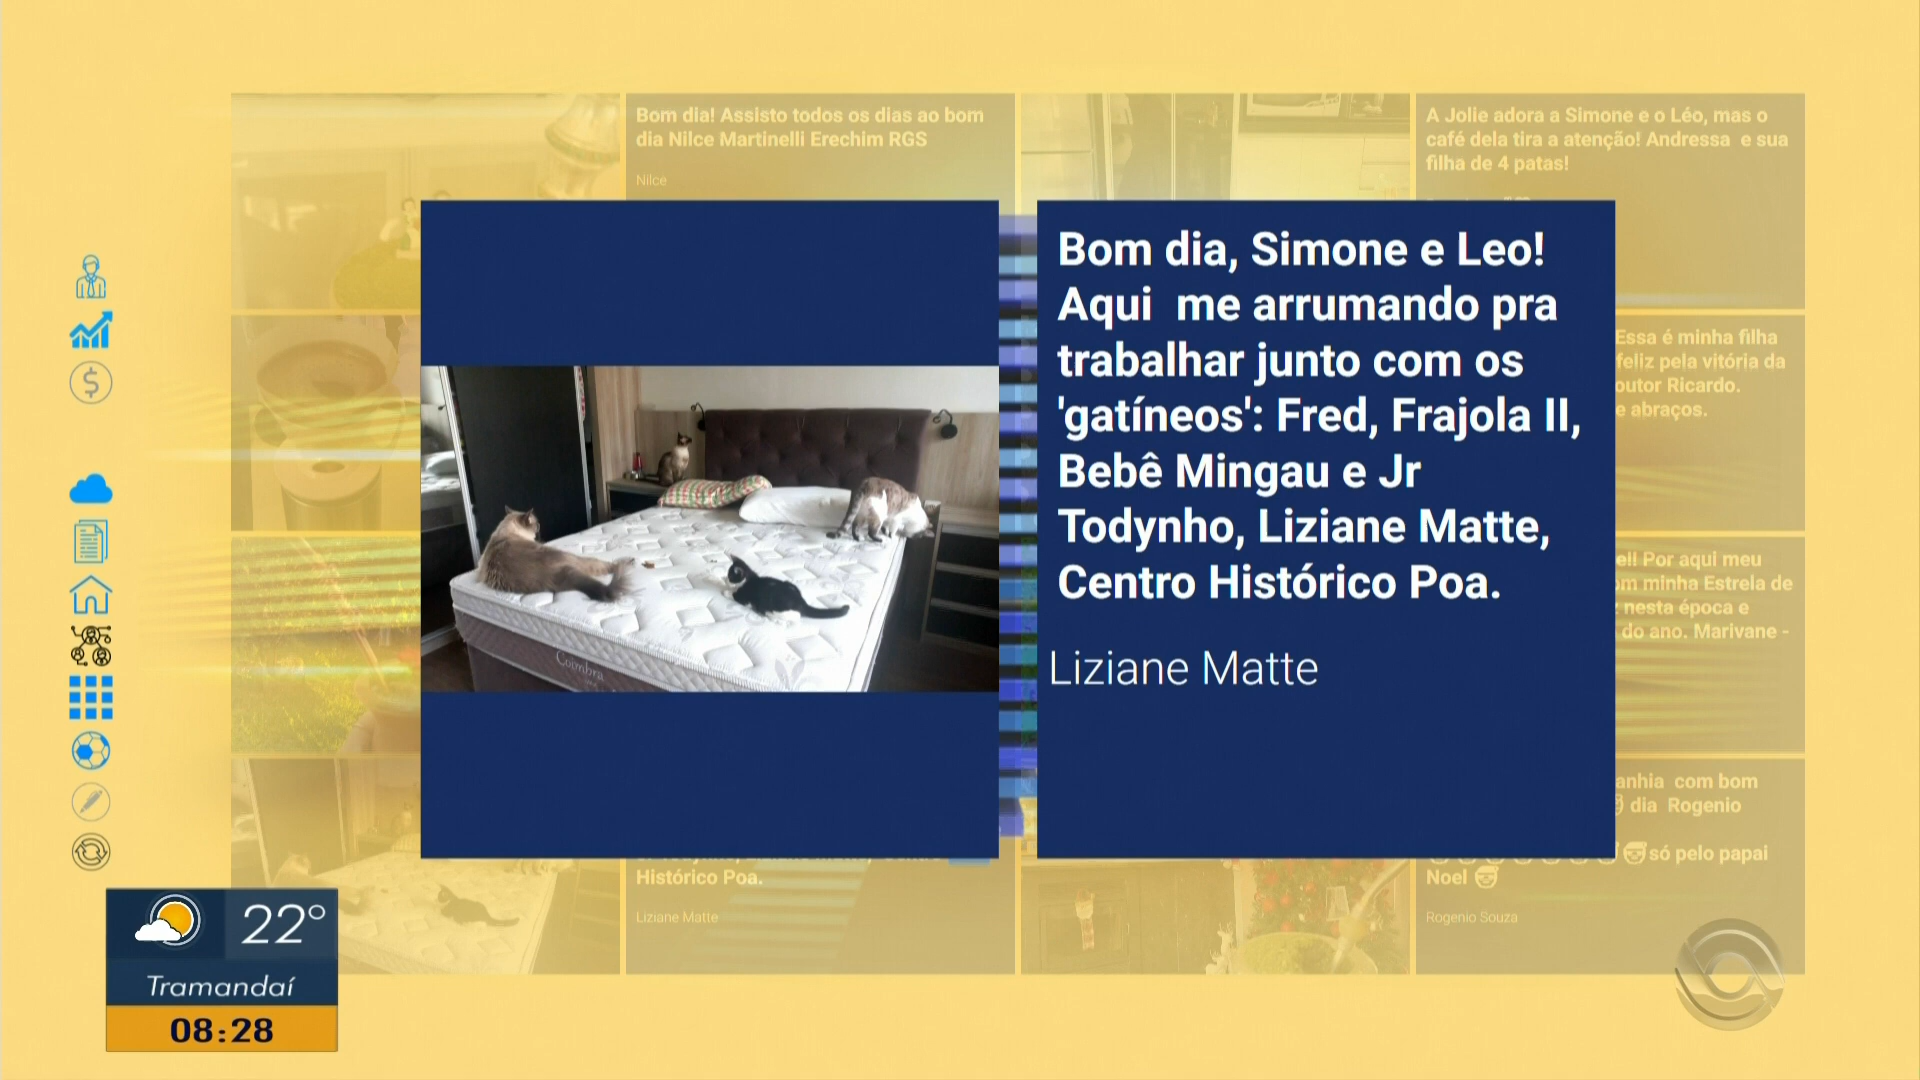 Bom dia! Assisto todos os dias ao bom
dia Nilce Martinelli Erechim RGS
Nilce
A Jolie adora a Simone e o Léo, mas o
café dela tira a atenção! Andressa  e sua
filha de 4 patas!
Bom dia, Simone e Leo!
Aqui  me arrumando pra
trabalhar junto com os
'gatíneos': Fred, Frajola II,
Bebê Mingau e Jr
Todynho, Liziane Matte,
Centro Histórico Poa.
Liziane Matte
Coimbra
Essa é minha filha
feliz pela vitória da
Ricardo.
e abraços.
Por aqui meu
minha Estrela de
nesta época e
do ano. Marivane -
com bom
dia  Rogenio
só pelo papai
Noel
Rogenio Souza
Histórico Poa.
Liziane Matte
22°
Tramandaí
08:28